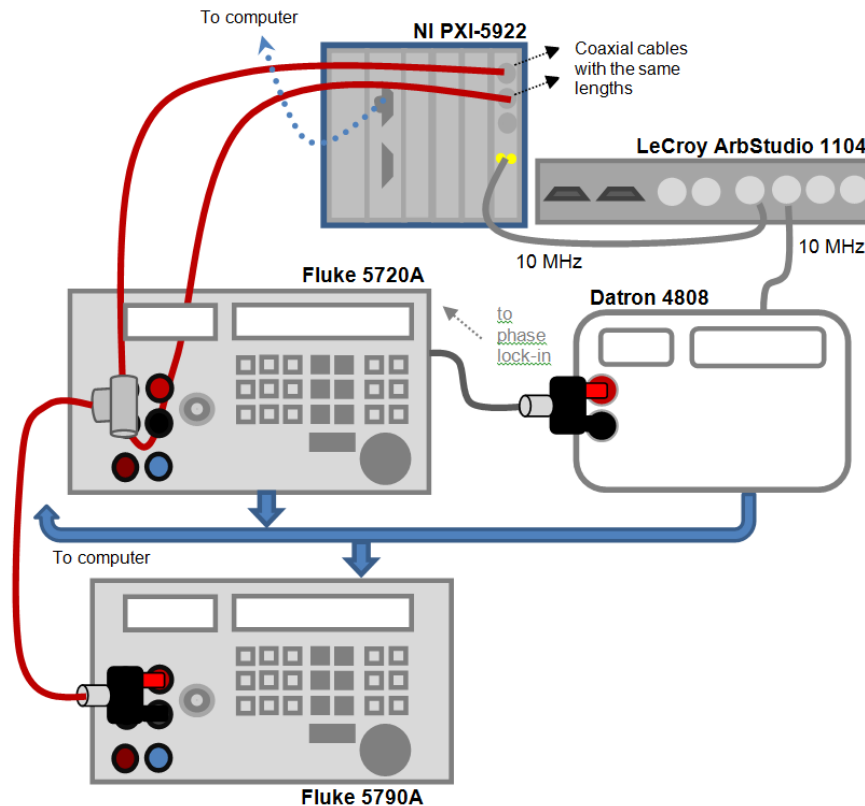 To computer
NI PXI-5922
Coaxial cables
with the same
lengths
LeCroy ArbStudio 1104
10 MHz
10 MHz
Fluke 5720A
Datron 4808
to
phase
lock-in
To computer
Fluke 5790A